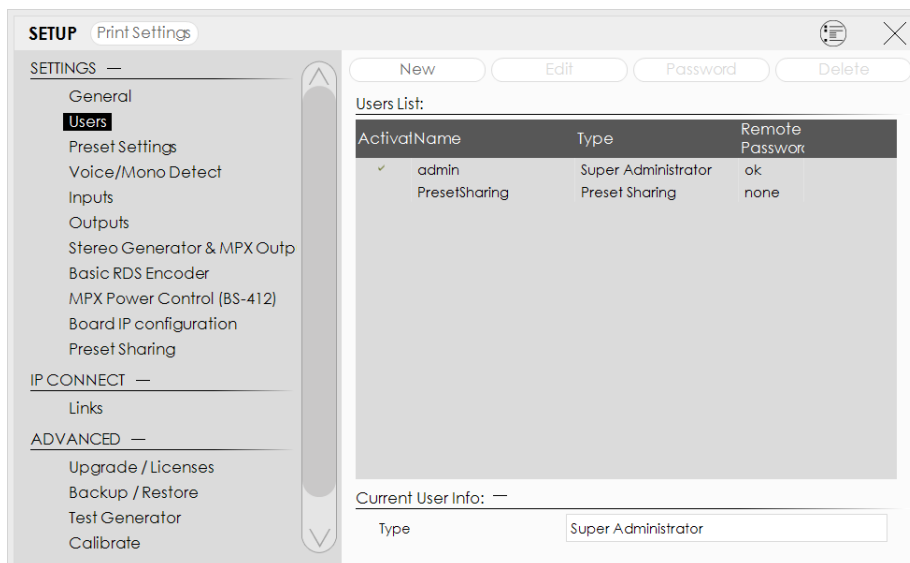 SETUP Print Settings
SETTINGS —
General
Users
Preset Settings
Voice/Mono Detect
Inputs
Outputs
Stereo Generator & MPX Outp
Basic RDS Encoder
MPX Power Control (BS-412)
Board IP configuration
Preset Sharing
IP CONNECT —
Links
ADVANCED —
Upgrade / Licenses
Backup / Restore
Test Generator
Calibrate
New Edit Password Delete
Users List:
Activat Name Type Remote Passwor
admin Super Administrator ok
PresetSharing Preset Sharing none
Current User Info: —
Type Super Administrator